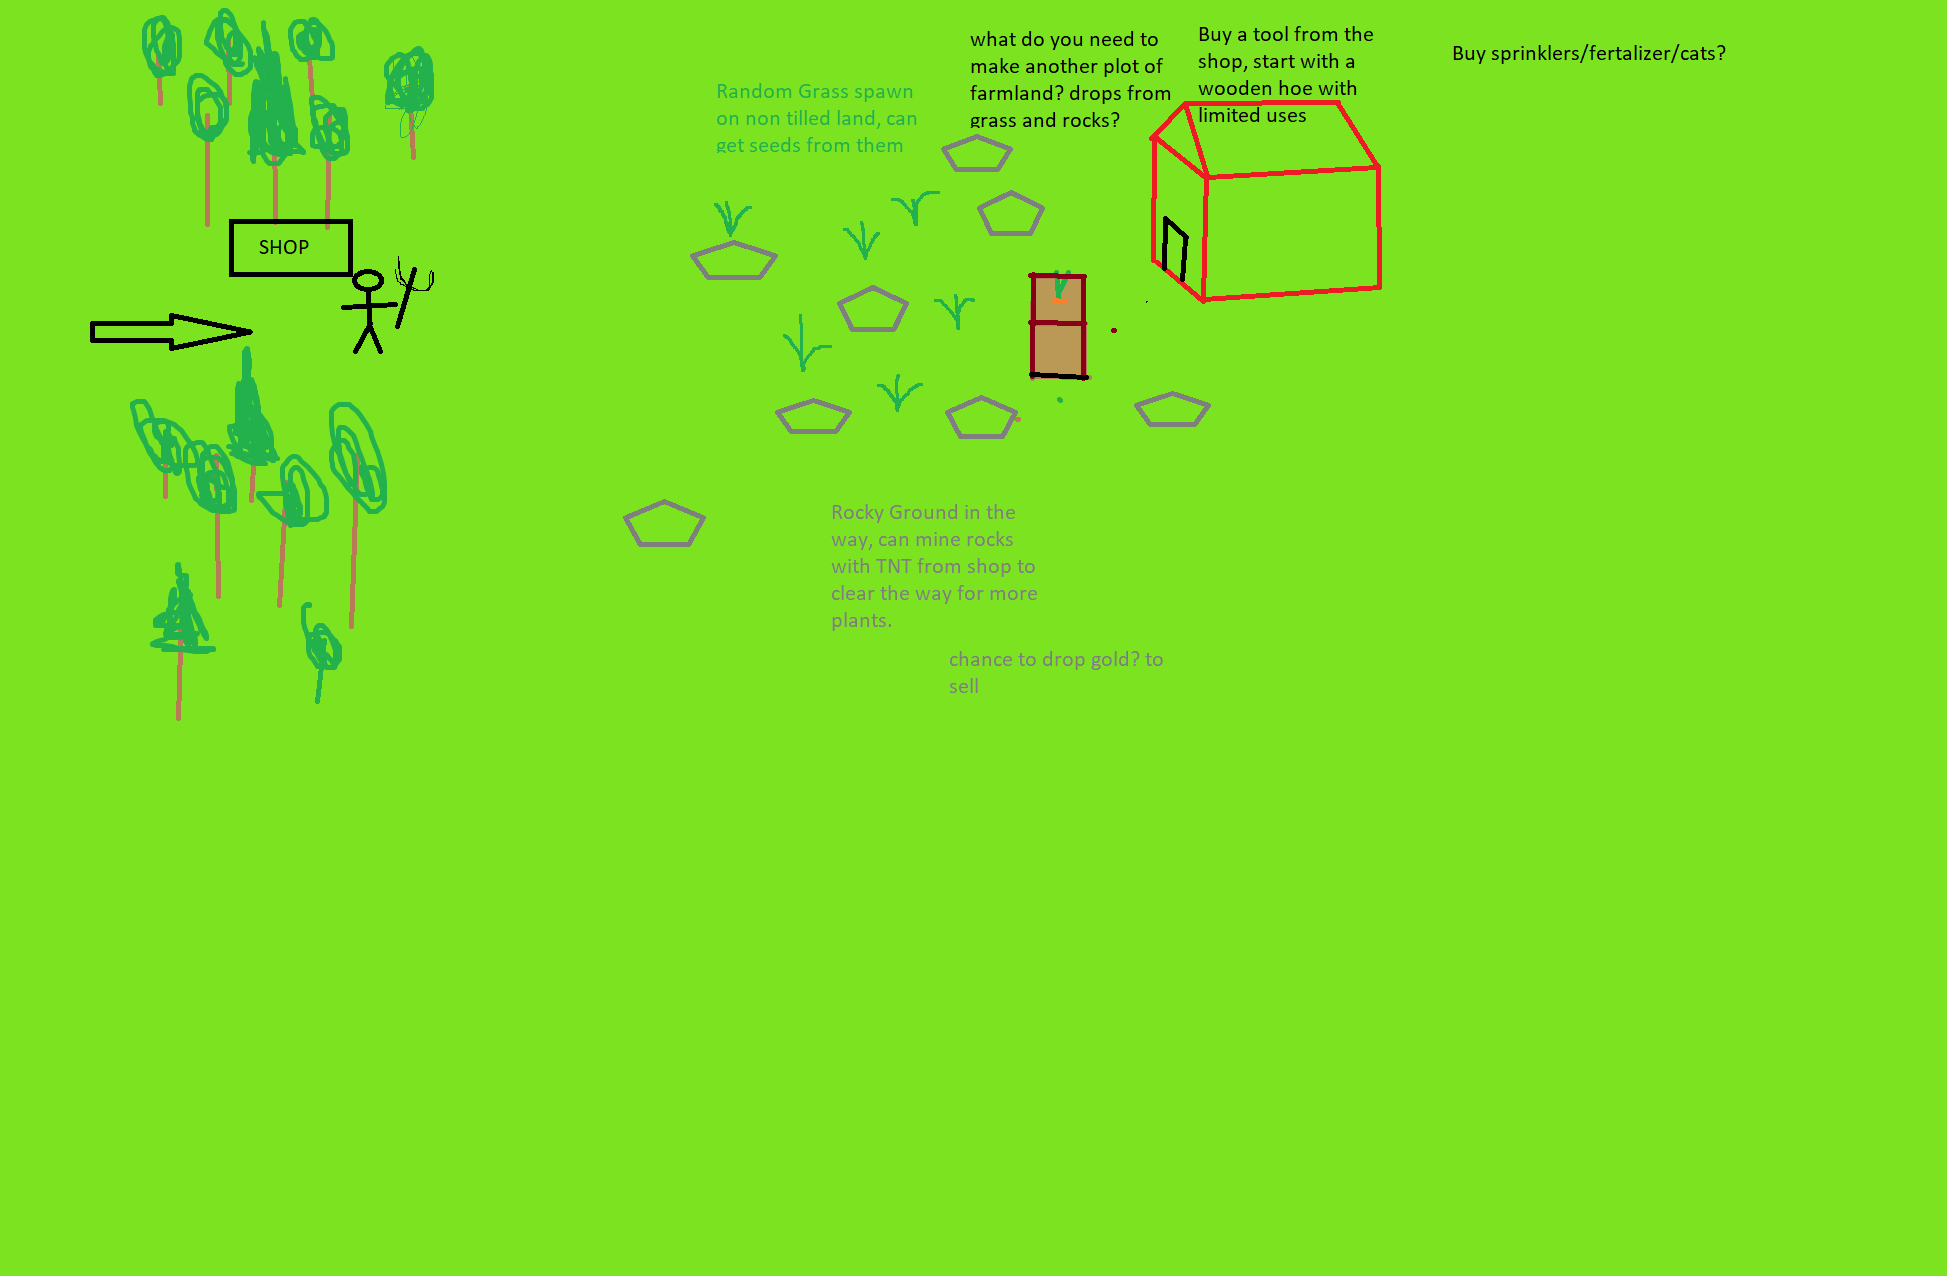 what do you need to
make another plot of
farmland? drops from
grass and rocks?
Buy a tool from the
shop, start with a
wooden hoe with
limited uses
Buy sprinklers/fertalizer/cats?
Random Grass spawn
on non tilled land, can
get seeds from them
SHOP
Rocky Ground in the
way, can mine rocks
with TNT from shop to
clear the way for more
plants.
chance to drop gold? to
sell